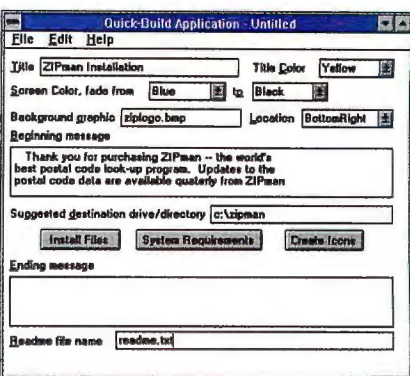 Quick-Build Application - Untitled
File Edit Help
Title ZIPman Installation Title Color Yellow
Screen Color, fade from Blue to Black
Background graphic ziplogo.bmp Location BottomRight
Beginning message
Thank you for purchasing ZIPman -- the world's
best postal code look-up program. Updates to the
postal code data are available quaterly from ZIPman
Suggested destination drive/directory c:\zipman
Install Files System Requirements Create Icons
Ending message
Readme file name readme.txt